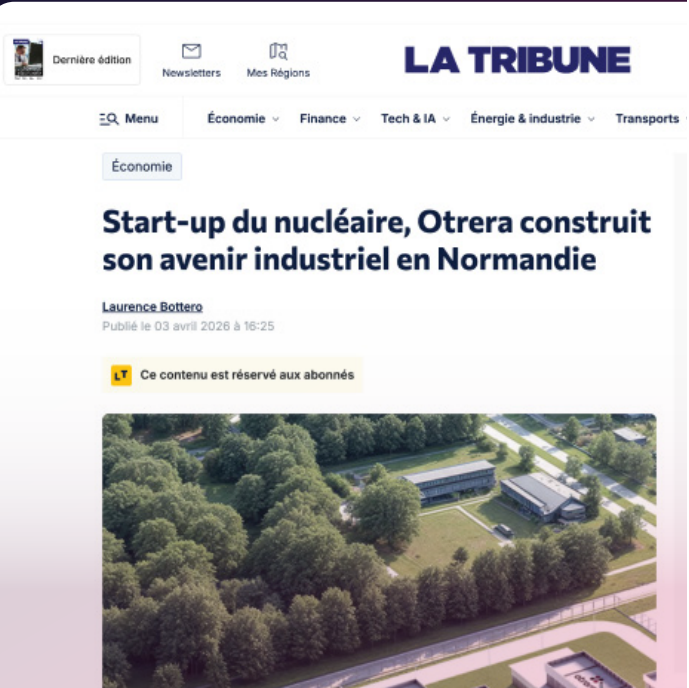 Dernière édition
Newsletters
Mes Régions
LA TRIBUNE
Menu
Économie
Finance
Tech & IA
Énergie & industrie
Transports
Économie
Start-up du nucléaire, Otrera construit
son avenir industriel en Normandie
Laurence Bottero
Publié le 03 avril 2026 à 16:25
LT
Ce contenu est réservé aux abonnés